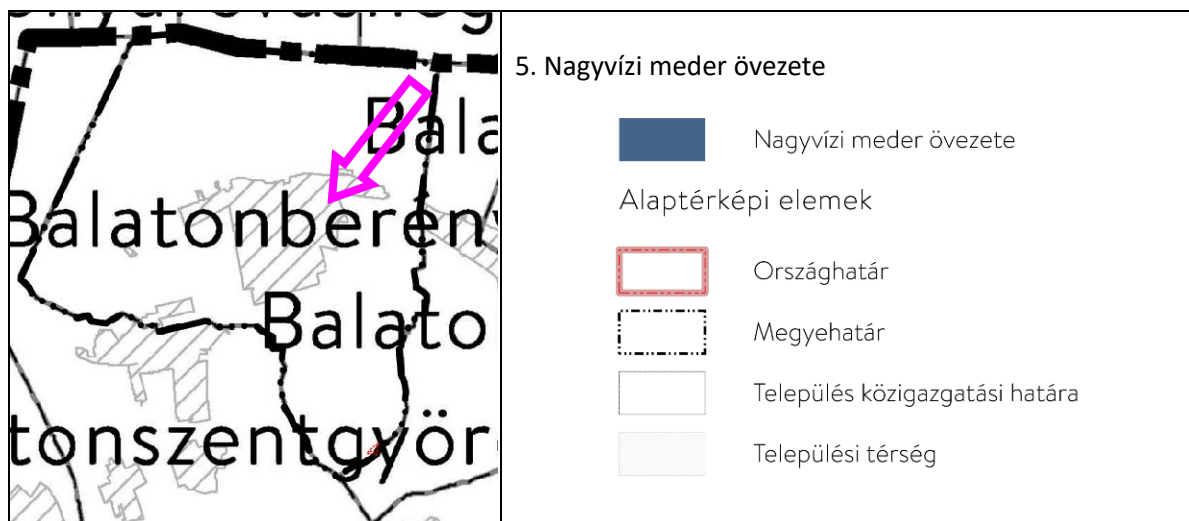 Bala
Balatonberény
Balato
tonszentgyör
5. Nagyvízi meder övezete
Nagyvízi meder övezete
Alaptérképi elemek
Országhatár
Megyehatár
Település közigazgatási határa
Települési térség